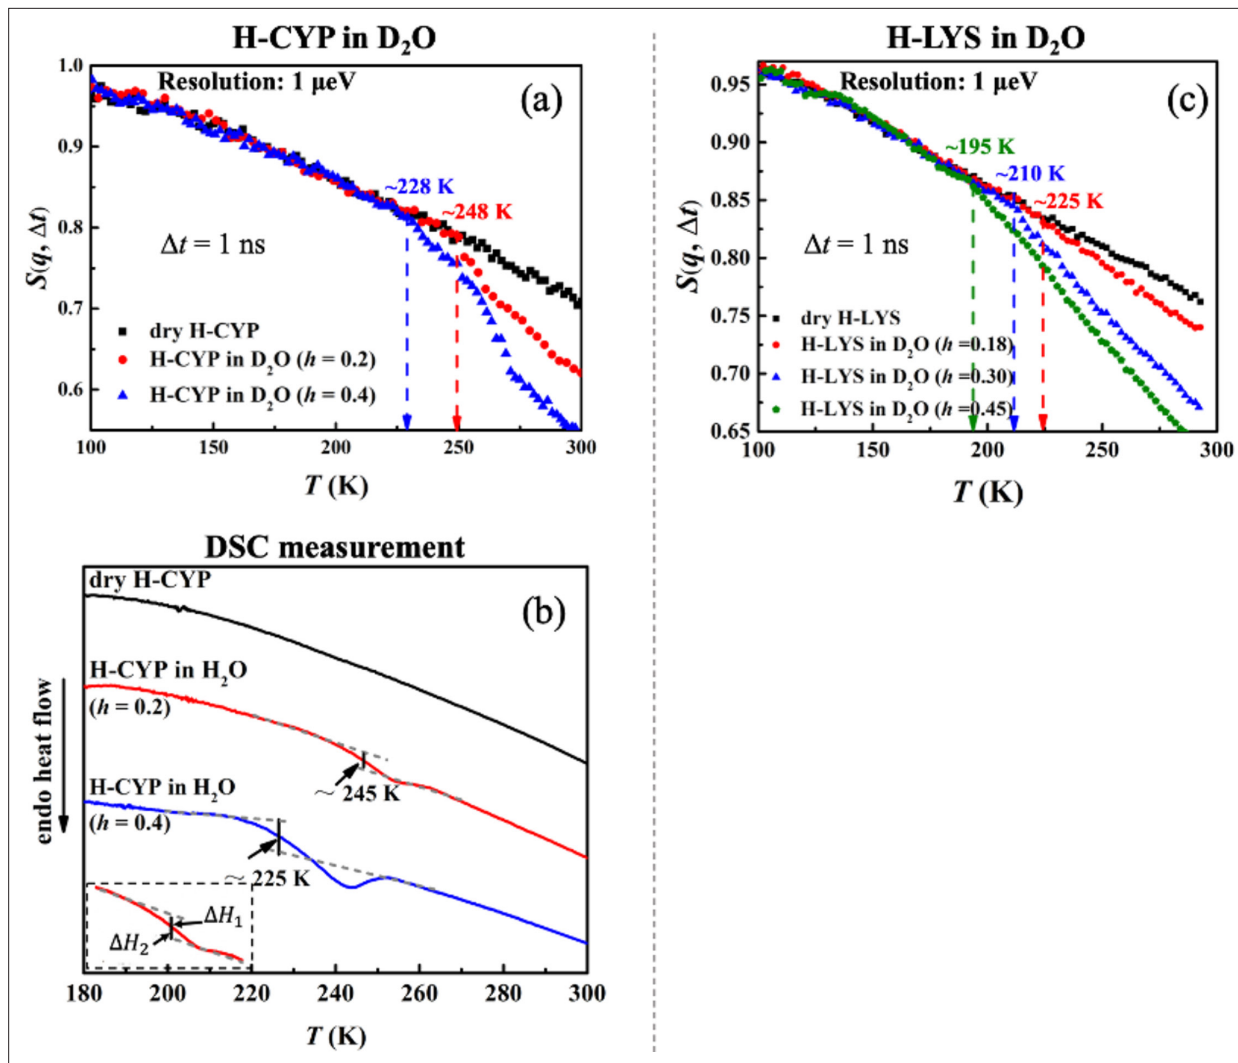 H-CYP in D₂O
1.0
0.9
0.8
0.7
0.6
S(q, Δt)
Resolution: 1 μeV
(a)
~228 K
~248 K
Δt = 1 ns
dry H-CYP
H-CYP in D₂O (h = 0.2)
H-CYP in D₂O (h = 0.4)
100 150 200 250 300
T (K)
H-LYS in D₂O
0.95
0.90
0.85
0.80
0.75
0.70
0.65
S(q, Δt)
Resolution: 1 μeV
(c)
~195 K
~210 K
~225 K
Δt = 1 ns
dry H-LYS
H-LYS in D₂O (h =0.18)
H-LYS in D₂O (h =0.30)
H-LYS in D₂O (h =0.45)
100 150 200 250 300
T (K)
DSC measurement
endo heat flow
dry H-CYP
(b)
H-CYP in H₂O
(h = 0.2)
~ 245 K
H-CYP in H₂O
(h = 0.4)
~ 225 K
ΔH₁
ΔH₂
180 200 220 240 260 280 300
T (K)